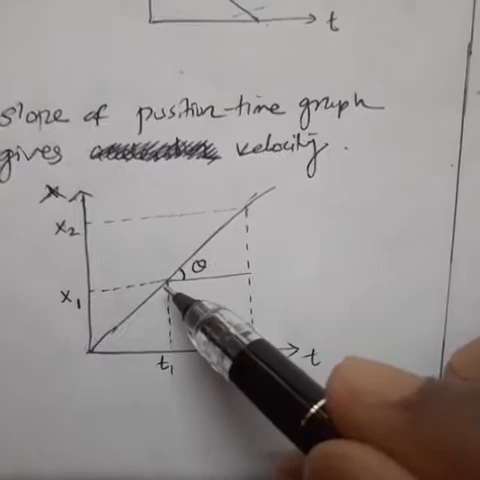 t
slope of position-time graph
gives velocity.
x
x₂
θ
x₁
t₁
t